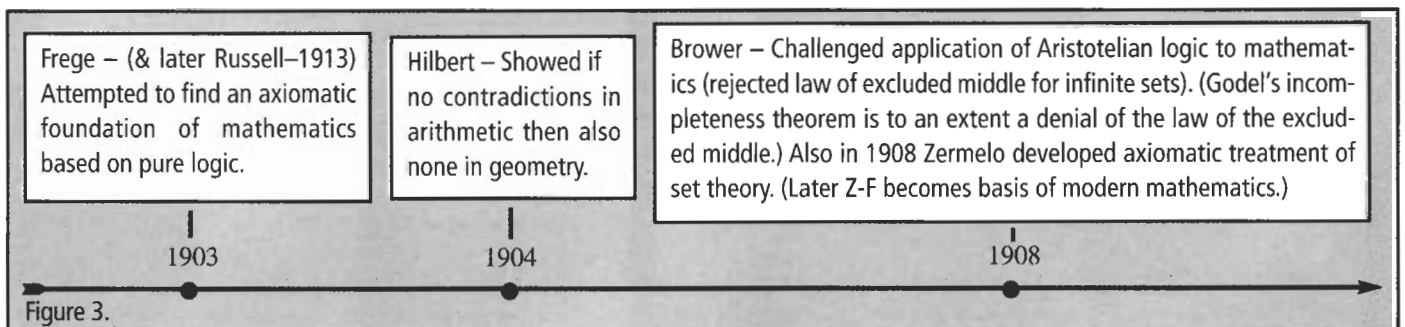 Frege – (& later Russell–1913)
Attempted to find an axiomatic
foundation of mathematics
based on pure logic.
Hilbert – Showed if
no contradictions in
arithmetic then also
none in geometry.
Brower – Challenged application of Aristotelian logic to mathemat-
ics (rejected law of excluded middle for infinite sets). (Godel's incom-
pleteness theorem is to an extent a denial of the law of the exclud-
ed middle.) Also in 1908 Zermelo developed axiomatic treatment of
set theory. (Later Z-F becomes basis of modern mathematics.)
1903
1904
1908
Figure 3.